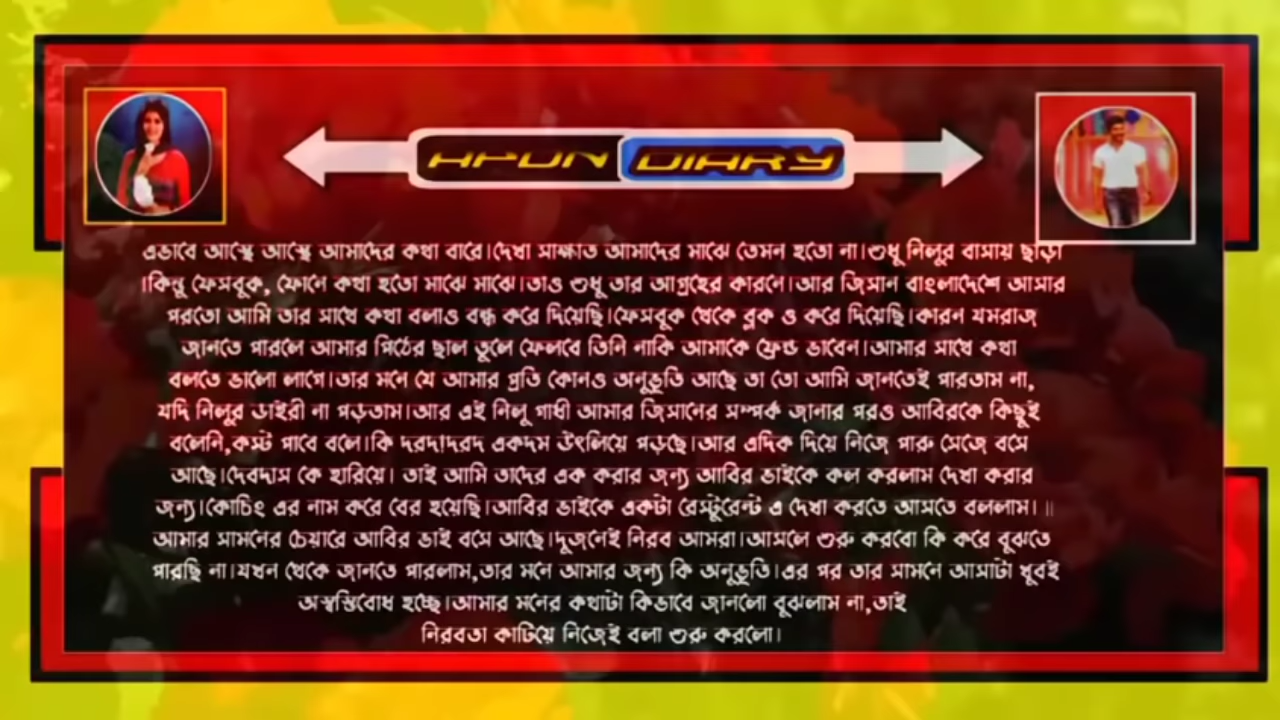 APUN DIARY
এভাবে আস্থে আস্থে আমাদের কথা বারে।দেখা সাক্ষাত আমাদের মাঝে তেমন হতো না।শুধু নিলুর বাসায় ছাড়া
।কিন্তু ফেসবুক, ফোনে কথা হতো মাঝে মাঝে।তাও শুধু তার আগ্রহের কারনে।আর জিসান বাংলাদেশে আসার
পরতো আমি তার সাথে কথা বলাও বন্ধ করে দিয়েছি।ফেসবুক থেকে ব্লক ও করে দিয়েছি।কারন যমরাজ
জানতে পারলে আমার পিঠের ছাল তুলে ফেলবে তিনি নাকি আমাকে ফ্রেন্ড ভাবেন।আমার সাথে কথা
বলতে ভালো লাগে।তার মনে যে আমার প্রতি কোনও অনুভূতি আছে তা তো আমি জানতেই পারতাম না,
যদি নিলুর ডাইরী না পড়তাম।আর এই নিলু গাধী আমার জিসানের সম্পর্ক জানার পরও আবিরকে কিছুই
বলেনি,কস্ট পাবে বলে।কি দরদ!দরদ একদম উৎলিয়ে পড়ছে।আর এদিক দিয়ে নিজে পারু সেজে বসে
আছে।দেবদাস কে হারিয়ে। তাই আমি তাদের এক করার জন্য আবির ভাইকে কল করলাম দেখা করার
জন্য।কোচিং এর নাম করে বের হয়েছি।আবির ভাইকে একটা রেস্টুরেন্ট এ দেখা করতে আসতে বললাম। ॥
আমার সামনের চেয়ারে আবির ভাই বসে আছে।দুজনেই নিরব আমরা।আসলে শুরু করবো কি করে বুঝতে
পারছি না।যখন থেকে জানতে পারলাম,তার মনে আমার জন্য কি অনুভূতি।এর পর তার সামনে আসাটা খুবই
অস্বস্তিবোধ হচ্ছে।আমার মনের কথাটা কিভাবে জানলো বুঝলাম না,তাই
নিরবতা কাটিয়ে নিজেই বলা শুরু করলো।